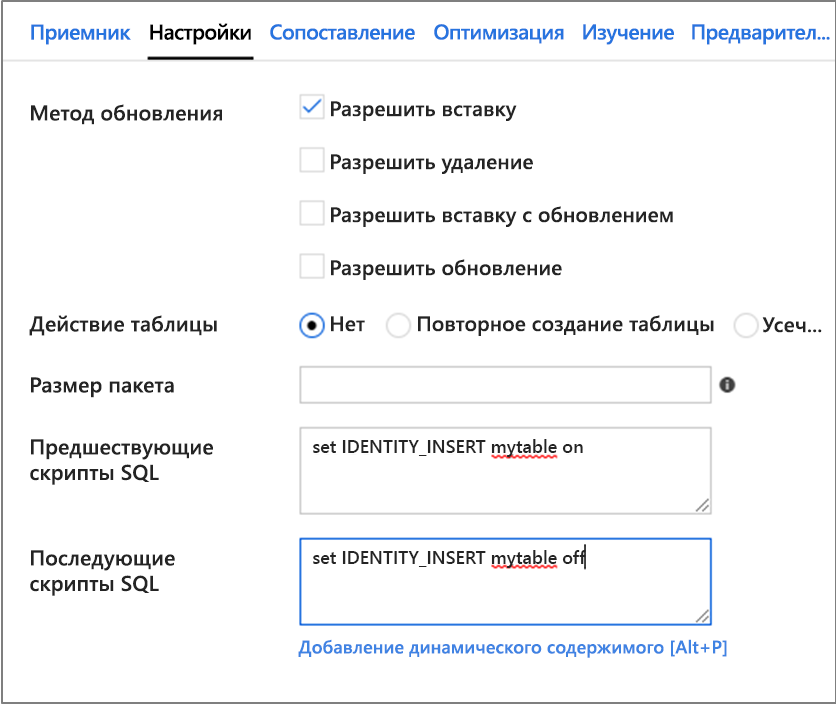 Приемник Настройки Сопоставление Оптимизация Изучение Предварител...
Метод обновления
Разрешить вставку
Разрешить удаление
Разрешить вставку с обновлением
Разрешить обновление
Действие таблицы Нет Повторное создание таблицы Усеч...
Размер пакета
Предшествующие
скрипты SQL
set IDENTITY_INSERT mytable on
Последующие
скрипты SQL
set IDENTITY_INSERT mytable off
Добавление динамического содержимого [Alt+P]